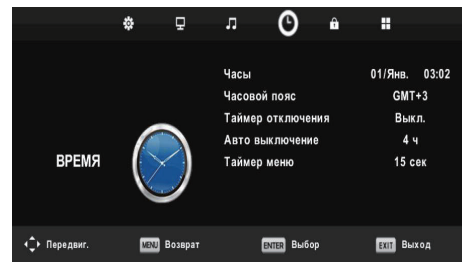 Часы 01/Янв. 03:02
Часовой пояс GMT+3
Таймер отключения Выкл.
Авто выключение 4 ч
ВРЕМЯ
Таймер меню 15 сек
Передвиг. MENU Возврат ENTER Выбор EXIT Выход